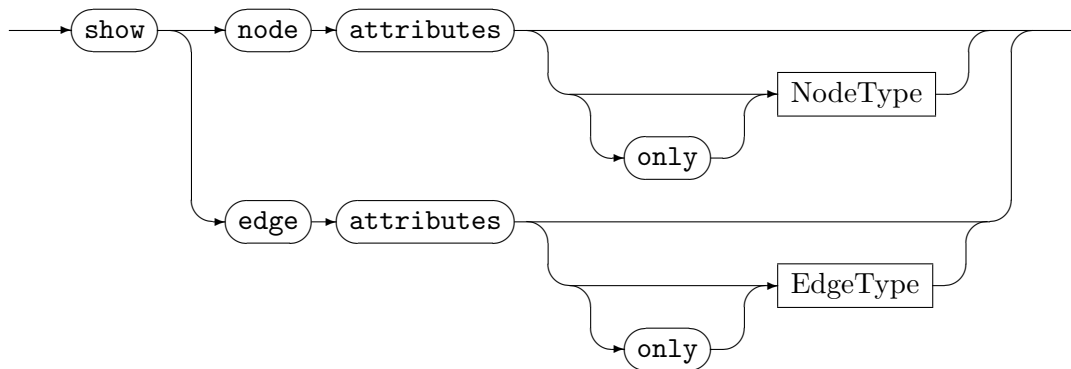 show node attributes
NodeType
only
edge attributes
EdgeType
only